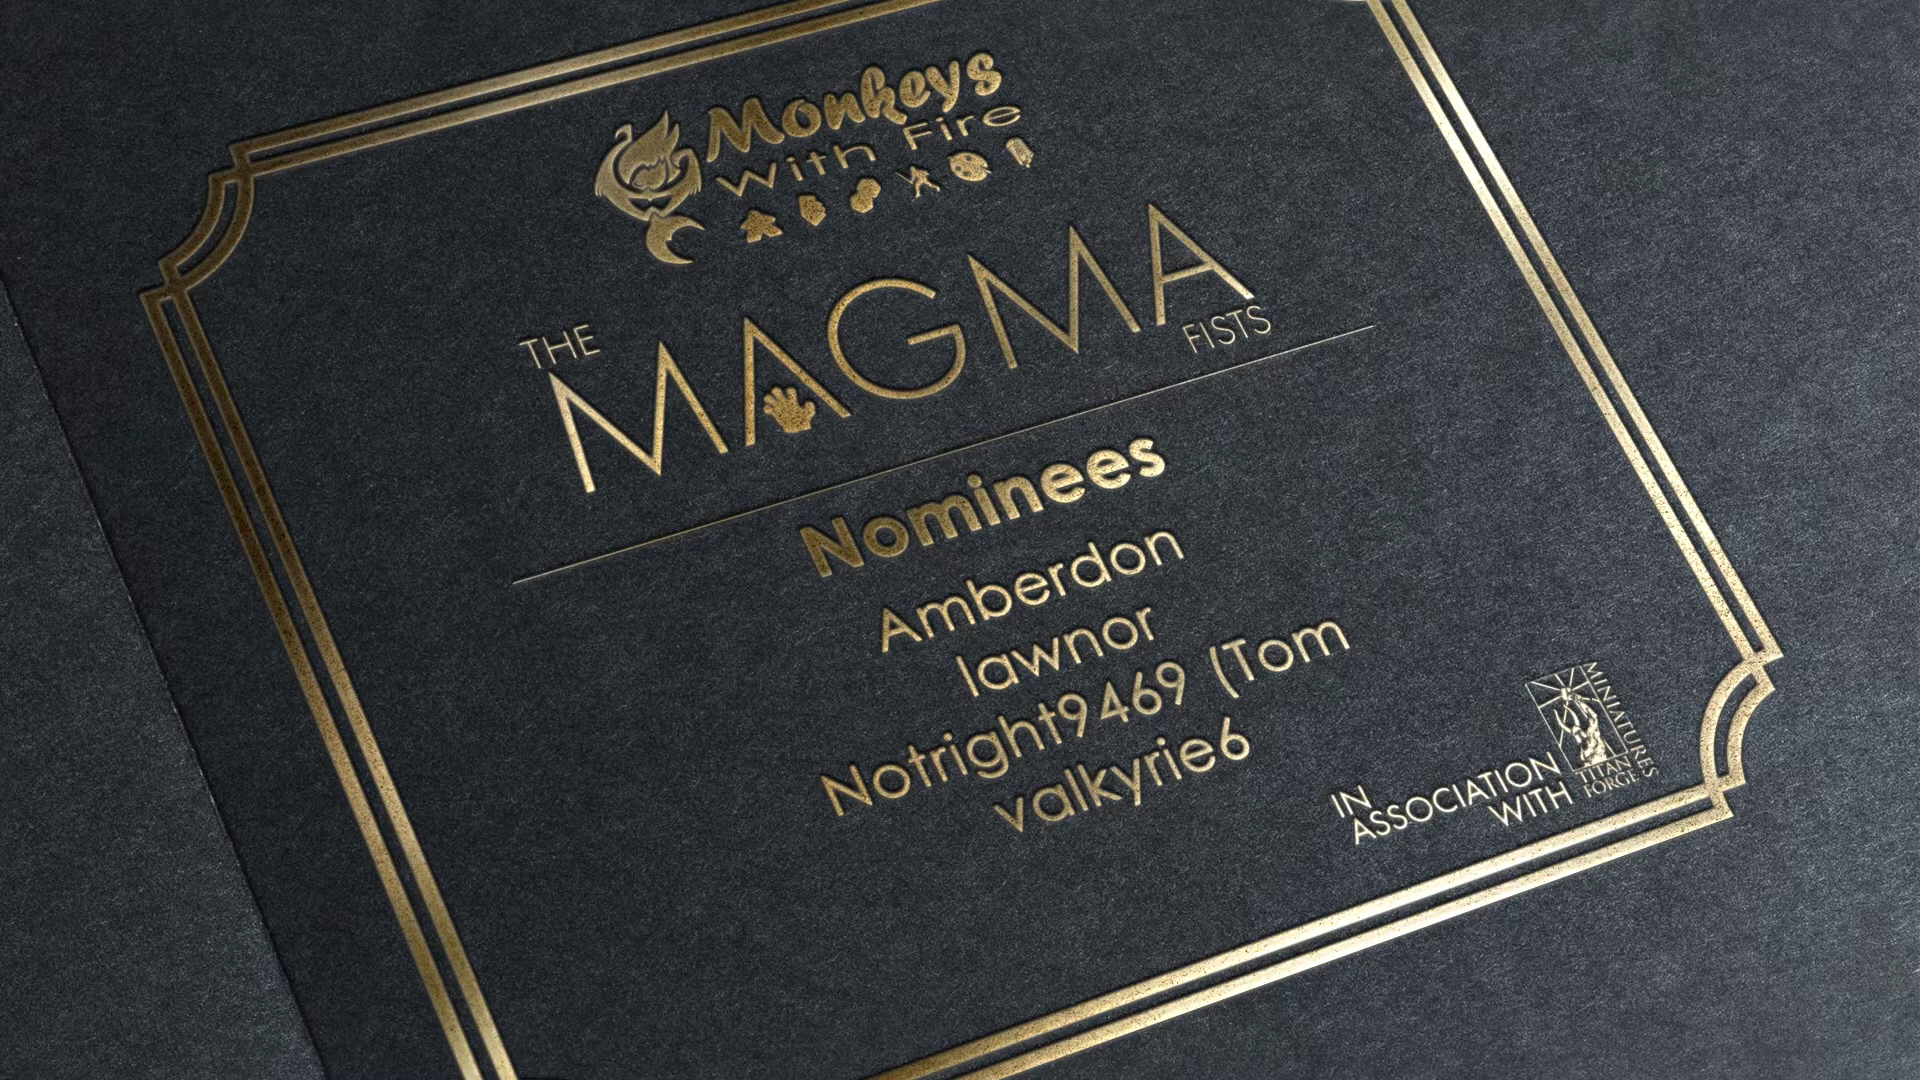 Monkeys
With Fire
THE
MAGMA
FISTS
Nominees
Amberdon
lawnor
Notright9469 (Tom
valkyrie6
IN
ASSOCIATION
WITH
TITAN
FORGE
MINIATURES